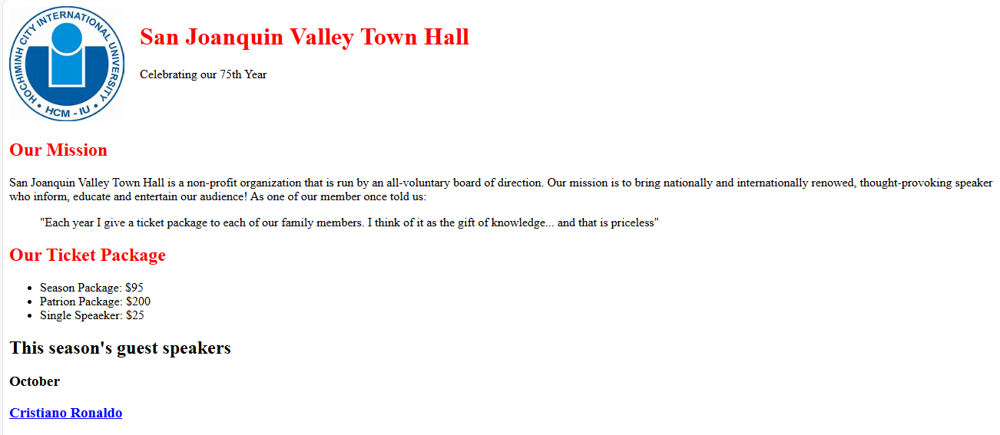 HOCHIMINH CITY INTERNATIONAL UNIVERSITY
HCM - IU
San Joanquin Valley Town Hall
Celebrating our 75th Year
Our Mission
San Joanquin Valley Town Hall is a non-profit organization that is run by an all-voluntary board of direction. Our mission is to bring nationally and internationally renowed, thought-provoking speaker
who inform, educate and entertain our audience! As one of our member once told us:
"Each year I give a ticket package to each of our family members. I think of it as the gift of knowledge... and that is priceless"
Our Ticket Package
• Season Package: $95
• Patrion Package: $200
• Single Speaeker: $25
This season's guest speakers
October
Cristiano Ronaldo